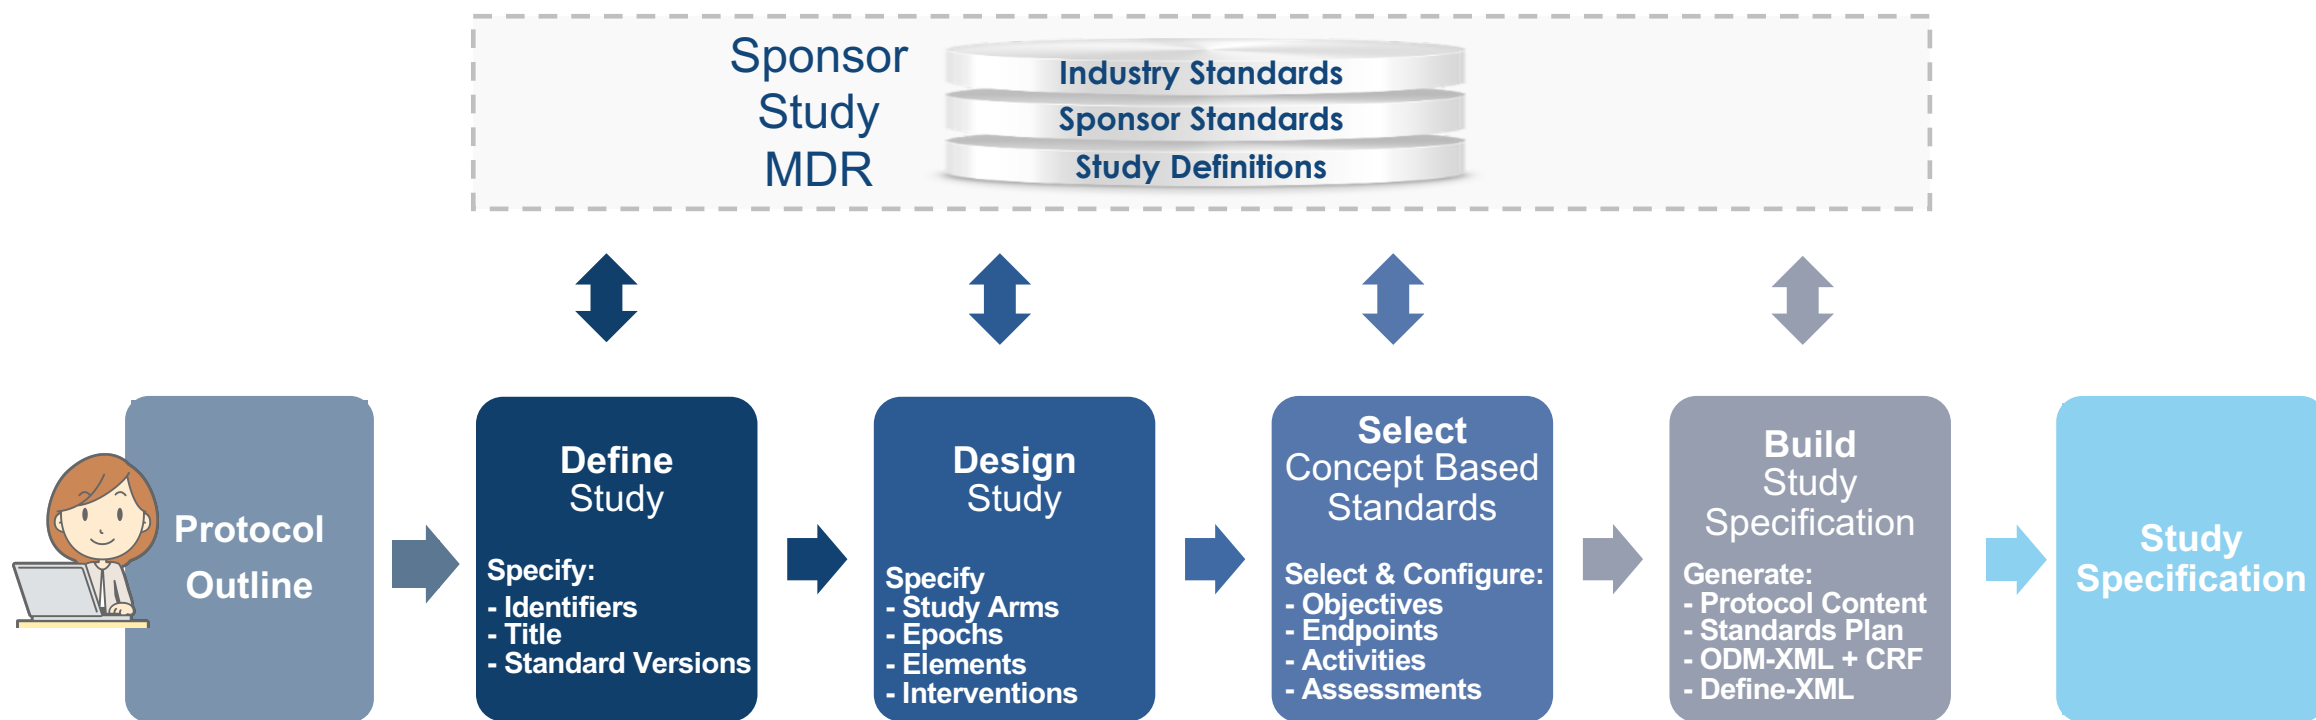 Sponsor
Study
MDR
Industry Standards
Sponsor Standards
Study Definitions
Protocol
Outline
Define
Study
Specify:
- Identifiers
- Title
- Standard Versions
Design
Study
Specify
- Study Arms
- Epochs
- Elements
- Interventions
Select
Concept Based
Standards
Select & Configure:
- Objectives
- Endpoints
- Activities
- Assessments
Build
Study
Specification
Generate:
- Protocol Content
- Standards Plan
- ODM-XML + CRF
- Define-XML
Study
Specification